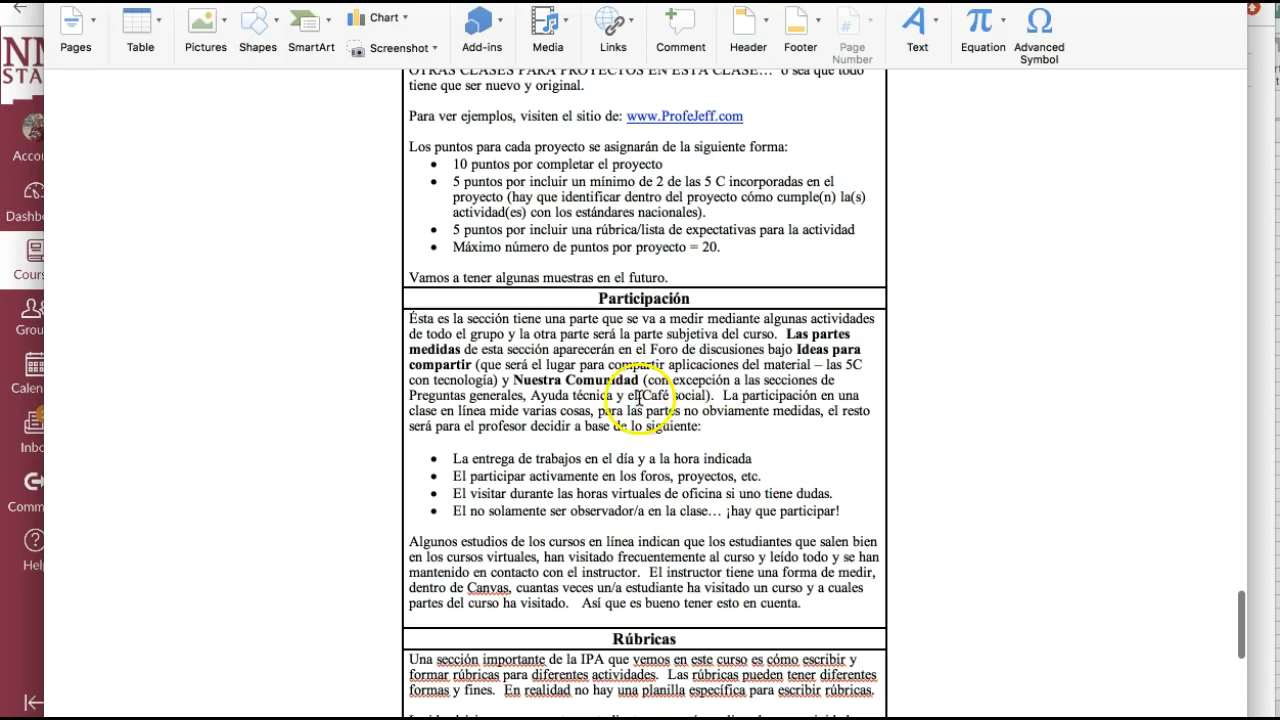 Pages
Table
Pictures
Shapes
SmartArt
Chart
Screenshot
Add-ins
Media
Links
Comment
Header
Footer
Page
Number
Text
Equation
Advanced
Symbol
STA
Dashb
Cours
Grou
Calen
Inbo
Comm
Help
OTRAS CLASES PARA PROYECTOS EN ESTA CLASE… o sea que todo
tiene que ser nuevo y original.
Para ver ejemplos, visiten el sitio de: www.ProfeJeff.com
Los puntos para cada proyecto se asignarán de la siguiente forma:
• 10 puntos por completar el proyecto
• 5 puntos por incluir un mínimo de 2 de las 5 C incorporadas en el
proyecto (hay que identificar dentro del proyecto cómo cumple(n) la(s)
actividad(es) con los estándares nacionales).
• 5 puntos por incluir una rúbrica/lista de expectativas para la actividad
• Máximo número de puntos por proyecto = 20.
Vamos a tener algunas muestras en el futuro.
Participación
Ésta es la sección tiene una parte que se va a medir mediante algunas actividades
de todo el grupo y la otra parte será la parte subjetiva del curso. Las partes
medidas de esta sección aparecerán en el Foro de discusiones bajo Ideas para
compartir (que será el lugar para compartir aplicaciones del material – las 5C
con tecnología) y Nuestra Comunidad (con excepción a las secciones de
Preguntas generales, Ayuda técnica y el Café social). La participación en una
clase en línea mide varias cosas, para las partes no obviamente medidas, el resto
será para el profesor decidir a base de lo siguiente:
• La entrega de trabajos en el día y a la hora indicada
• El participar activamente en los foros, proyectos, etc.
• El visitar durante las horas virtuales de oficina si uno tiene dudas.
• El no solamente ser observador/a en la clase… ¡hay que participar!
Algunos estudios de los cursos en línea indican que los estudiantes que salen bien
en los cursos virtuales, han visitado frecuentemente al curso y leído todo y se han
mantenido en contacto con el instructor. El instructor tiene una forma de medir,
dentro de Canvas, cuantas veces un/a estudiante ha visitado un curso y a cuales
partes del curso ha visitado. Así que es bueno tener esto en cuenta.
Rúbricas
Una sección importante de la IPA que vemos en este curso es cómo escribir y
formar rúbricas para diferentes actividades. Las rúbricas pueden tener diferentes
formas y fines. En realidad no hay una planilla específica para escribir rúbricas.